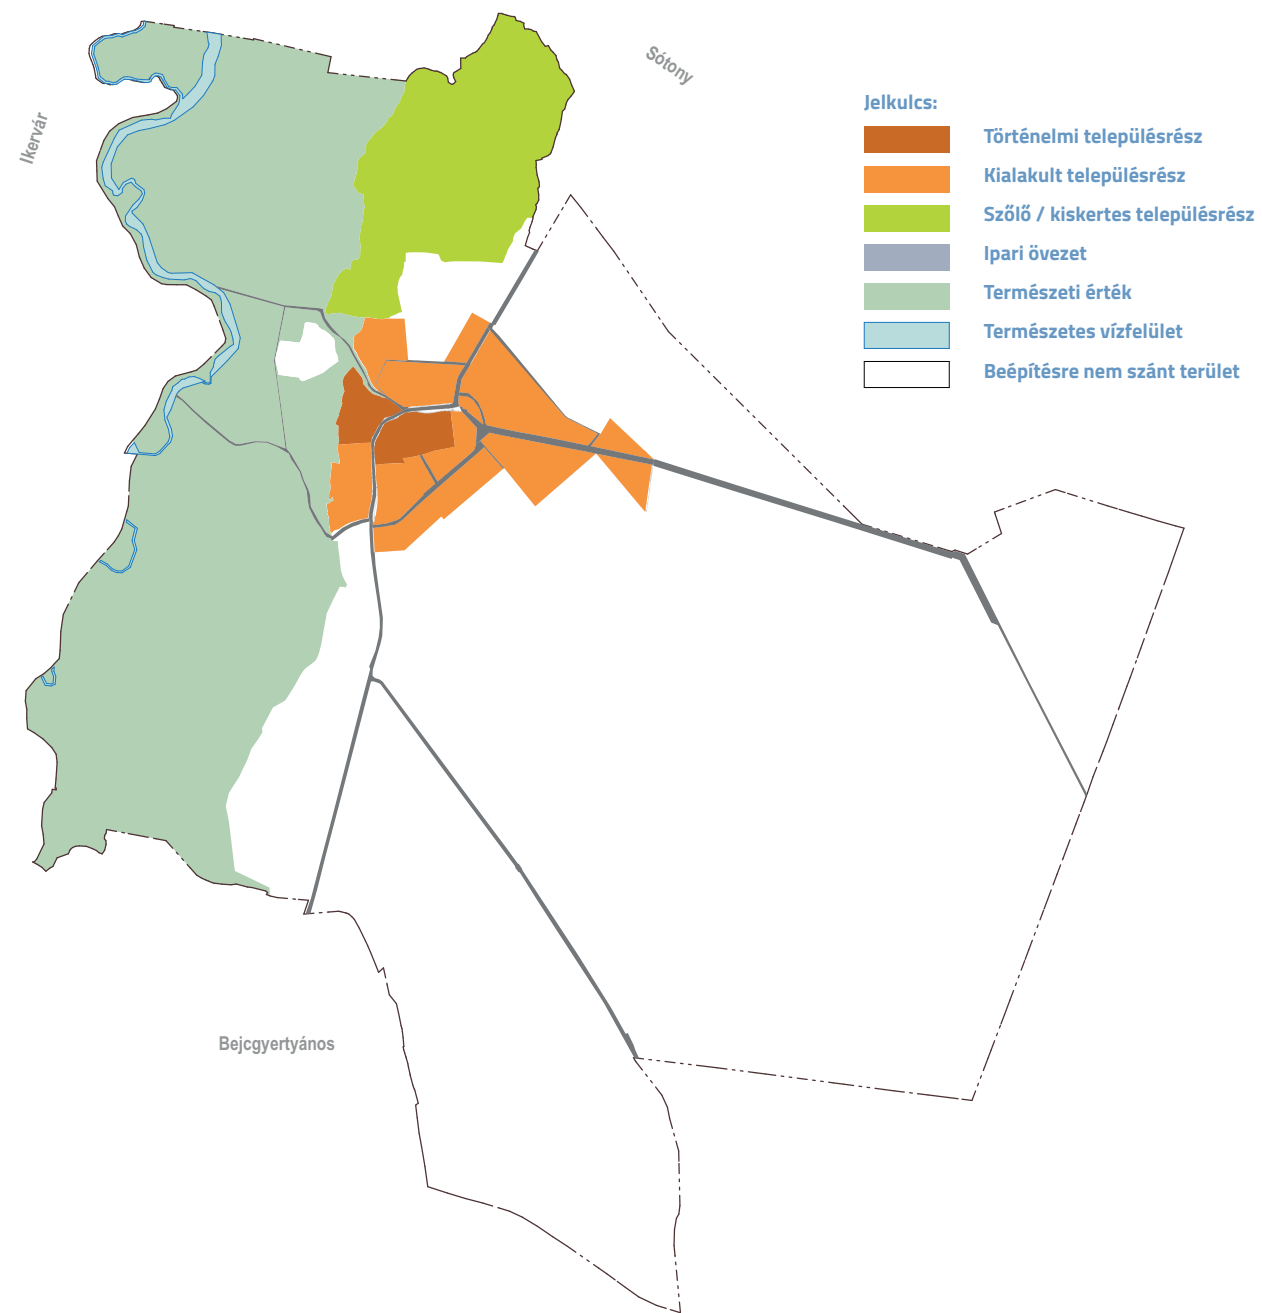 Sótony
Ikervár
Jelkulcs:
Történelmi településrész
Kialakult településrész
Szőlő / kiskertes településrész
Ipari övezet
Természeti érték
Természetes vízfelület
Beépítésre nem szánt terület
Bejcgyertyános